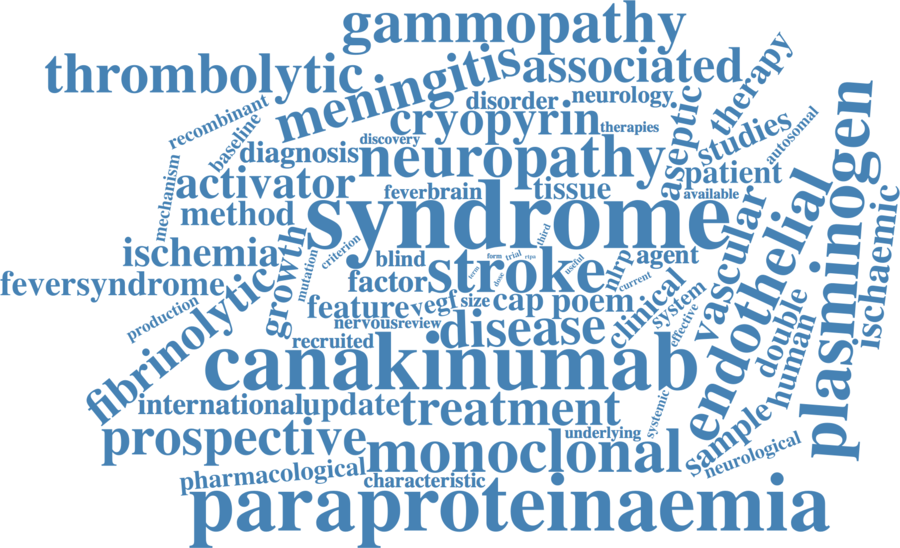 gammopathy
thrombolytic
meningitis
associated
therapy
disorder
neurology
recombinant
baseline
cryopyrin
therapies
aseptic
studies
autosomal
discovery
diagnosis
neuropathy
mechanism
activator
feverbrain
tissue
patient
available
plasminogen
method
syndrome
vascular
endothelial
ischaemic
ischemia
growth
criterion
mutation
blind
stroke
third
form
trial
useful
nlrp
agent
feversyndrome
fibrinolytic
factor
current
clinical
system
feature
vegf
size
cap
poem
production
nervous
review
disease
effective
double
human
recruited
canakinumab
international
update
treatment
systemic
prospective
monoclonal
underlying
sample
neurological
pharmacological
characteristic
paraproteinaemia